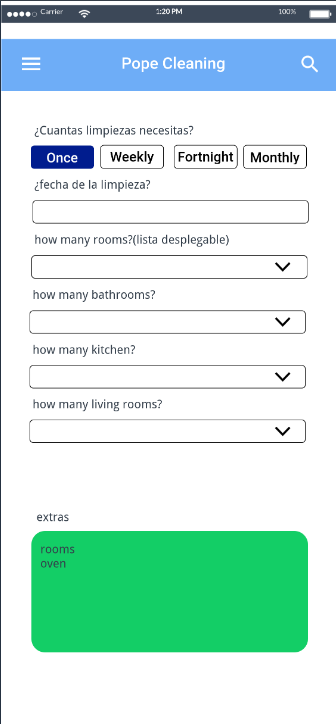 Carrier 1:20 PM 100%
Pope Cleaning
¿Cuantas limpiezas necesitas?
Once Weekly Fortnight Monthly
¿fecha de la limpieza?
how many rooms?(lista desplegable)
how many bathrooms?
how many kitchen?
how many living rooms?
extras
rooms
oven